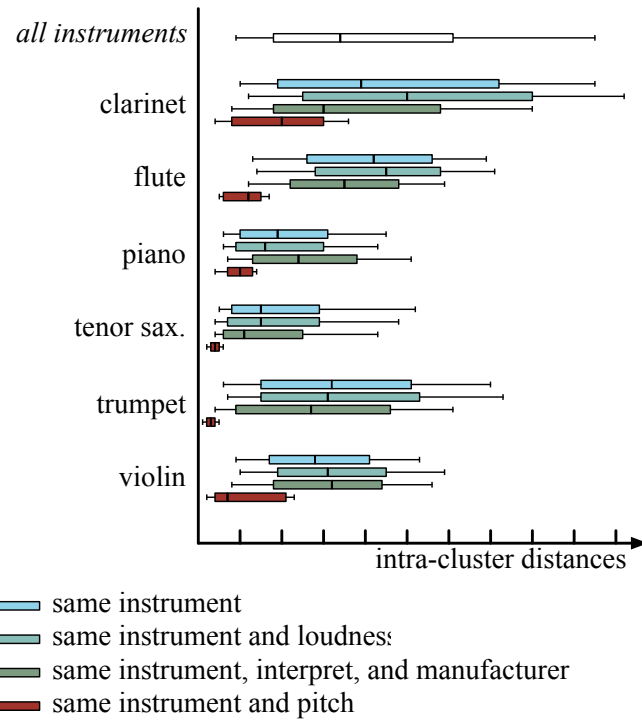 all instruments
clarinet
flute
piano
tenor sax.
trumpet
violin
intra-cluster distances
same instrument
same instrument and loudness
same instrument, interpret, and manufacturer
same instrument and pitch